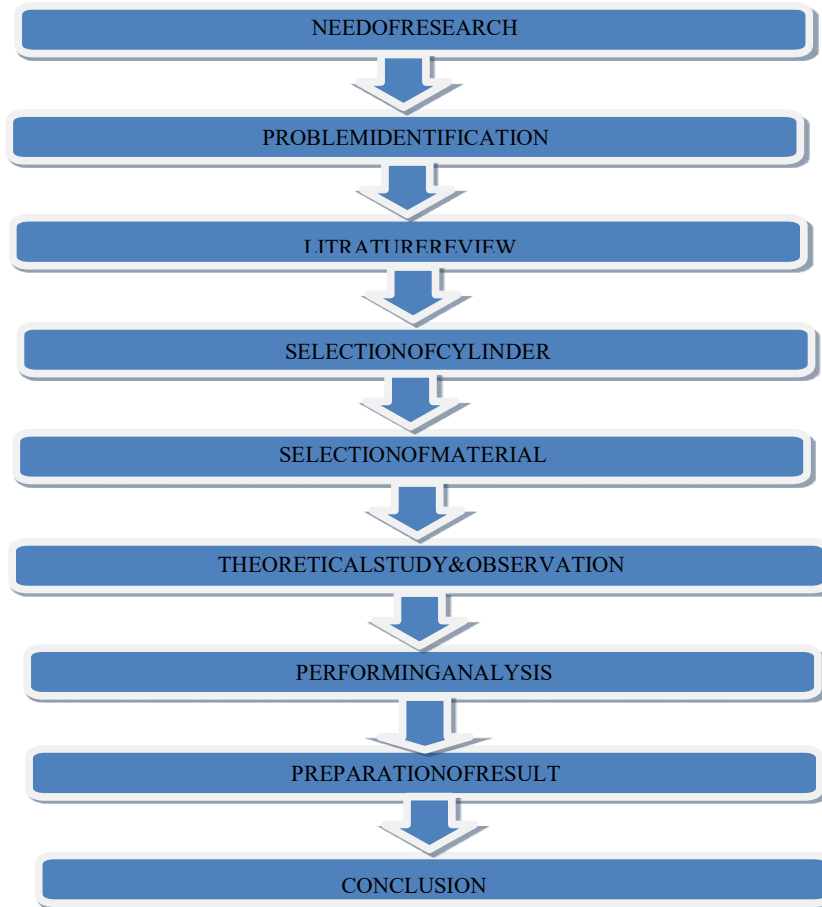 NEEDOFRESEARCH
PROBLEMIDENTIFICATION
LITRATUREREVIEW
SELECTIONOFCYLINDER
SELECTIONOFMATERIAL
THEORETICALSTUDY&OBSERVATION
PERFORMINGANALYSIS
PREPARATIONOFRESULT
CONCLUSION